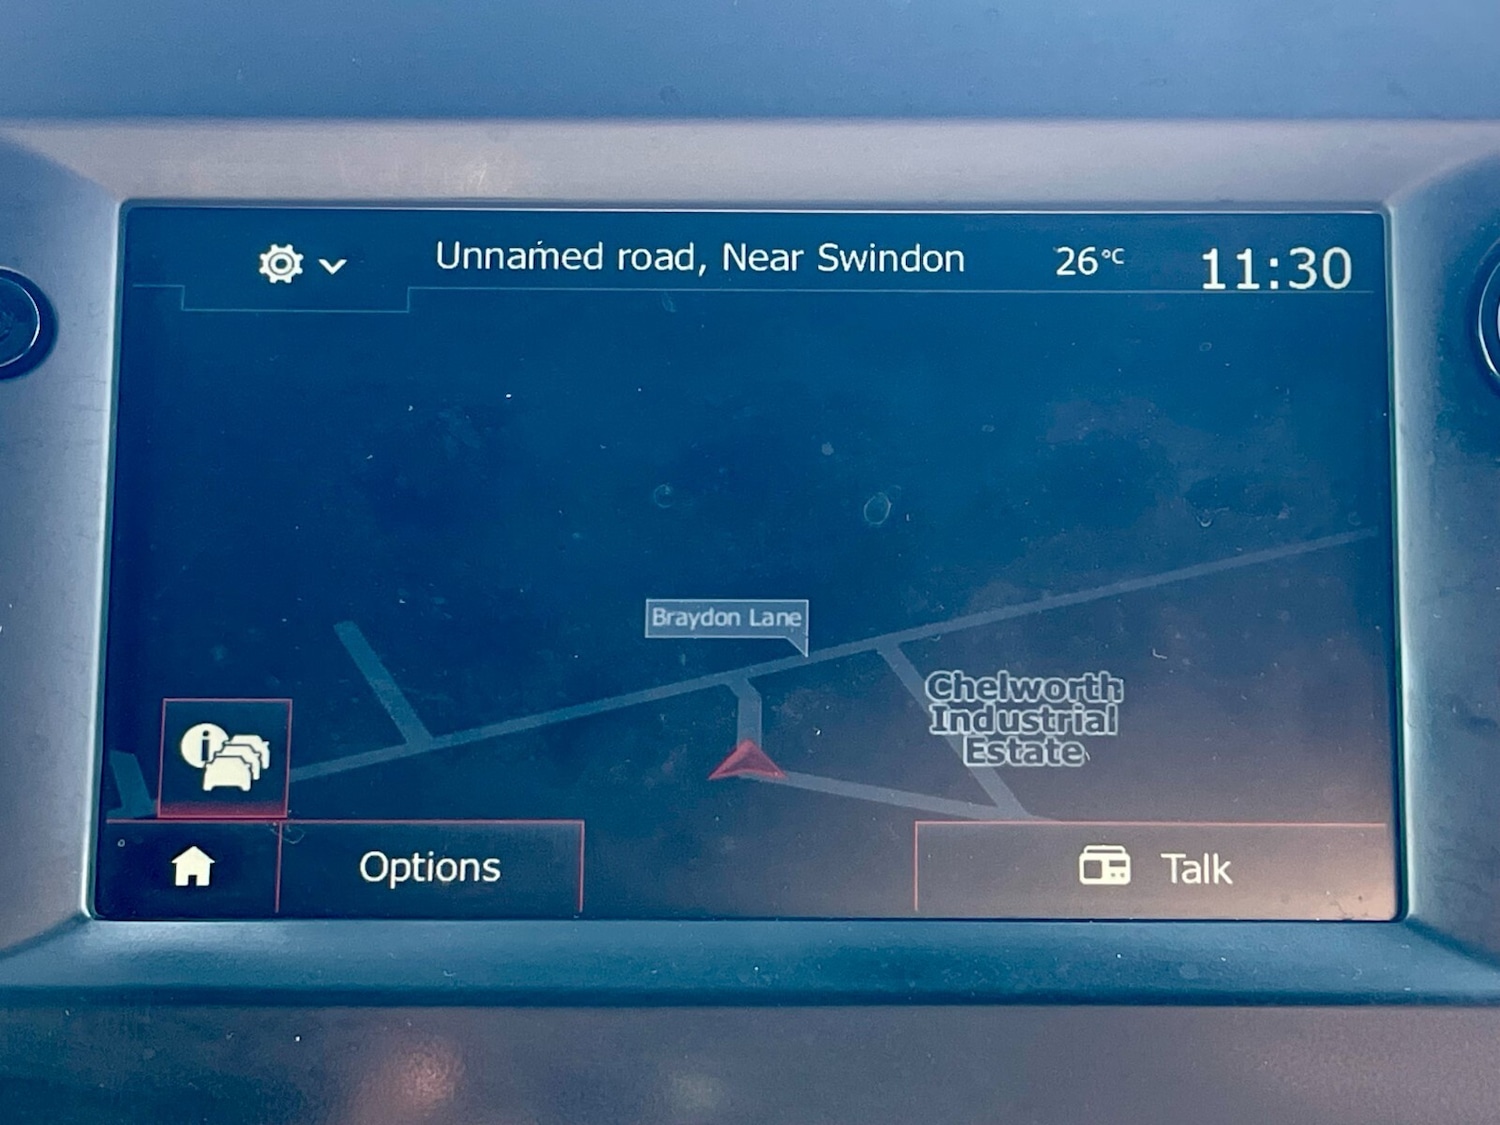 Unnamed road, Near Swindon 26°C 11:30
Braydon Lane
Chelworth
Industrial
Estate
i
Options
Talk